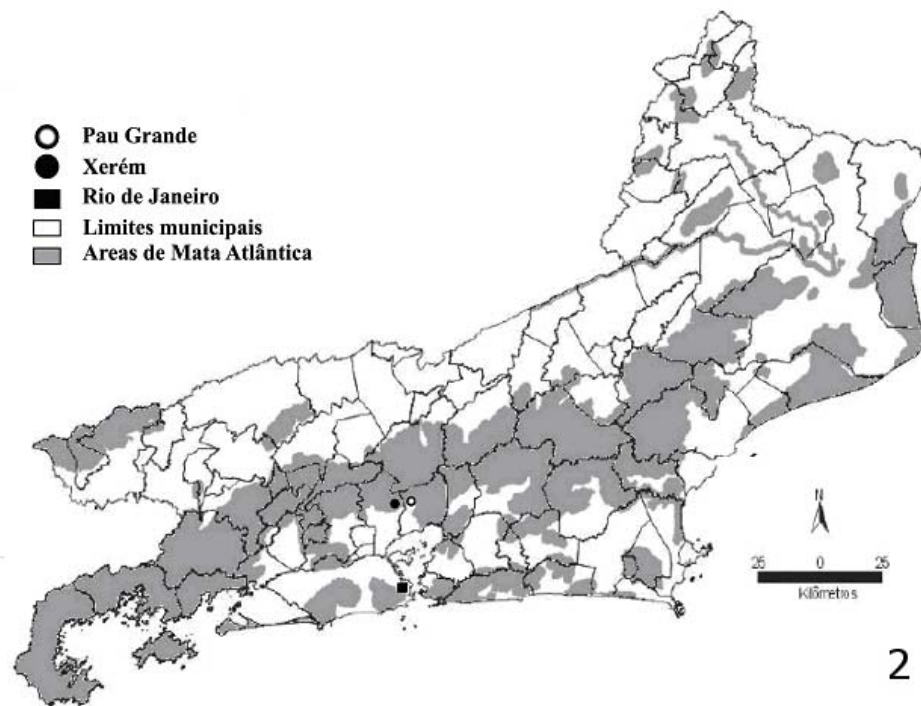 Pau Grande
Xerém
Rio de Janeiro
Limites municipais
Areas de Mata Atlântica
N
25 0 25
Kilômetros
2